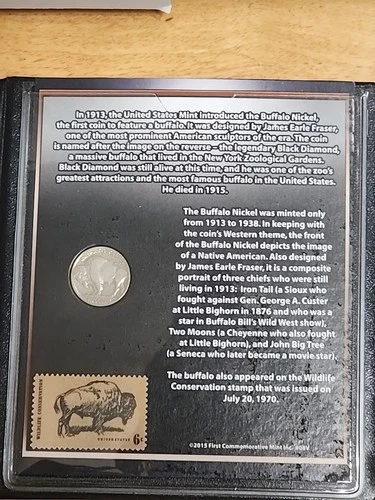 In 1913, the United States Mint introduced the Buffalo Nickel,
the first coin to feature a buffalo. It was designed by James Earle Fraser,
one of the most prominent American sculptors of the era. The coin
is named after the image on the reverse—the legendary Black Diamond,
a massive buffalo that lived in the New York Zoological Gardens.
Black Diamond was still alive at this time, and he was one of the zoo's
greatest attractions and the most famous buffalo in the United States.
He died in 1915.
The Buffalo Nickel was minted only
from 1913 to 1938. In keeping with
the coin's Western theme, the front
of the Buffalo Nickel depicts the image
of a Native American. Also designed
by James Earle Fraser, it is a composite
portrait of three chiefs who were still
living in 1913: Iron Tail (a Sioux who
fought against Gen. George A. Custer
at Little Bighorn in 1876 and who was a
star in Buffalo Bill's Wild West show),
Two Moons (a Cheyenne who also fought
at Little Bighorn), and John Big Tree
(a Seneca who later became a movie star).
The buffalo also appeared on the Wildlife
Conservation stamp that was issued on
July 20, 1970.
WILDLIFE CONSERVATION
UNITED STATES
6c
©2015 First Commemorative Mint Inc.